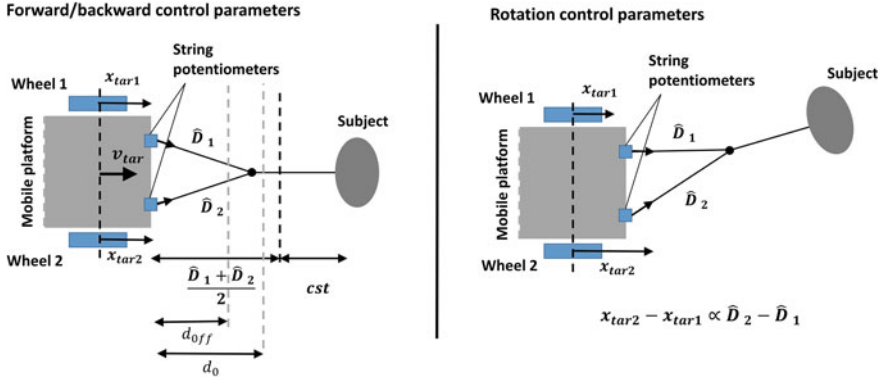 Forward/backward control parameters
String
potentiometers
Wheel 1
x_tar1
D̂ 1
Subject
Mobile platform
v_tar
D̂ 2
Wheel 2
x_tar2
D̂ 1 + D̂ 2
2
cst
d_0ff
d_0
Rotation control parameters
String
potentiometers
Subject
Wheel 1
x_tar1
D̂ 1
Mobile platform
D̂ 2
Wheel 2
x_tar2
x_tar2 − x_tar1 ∝ D̂ 2 − D̂ 1